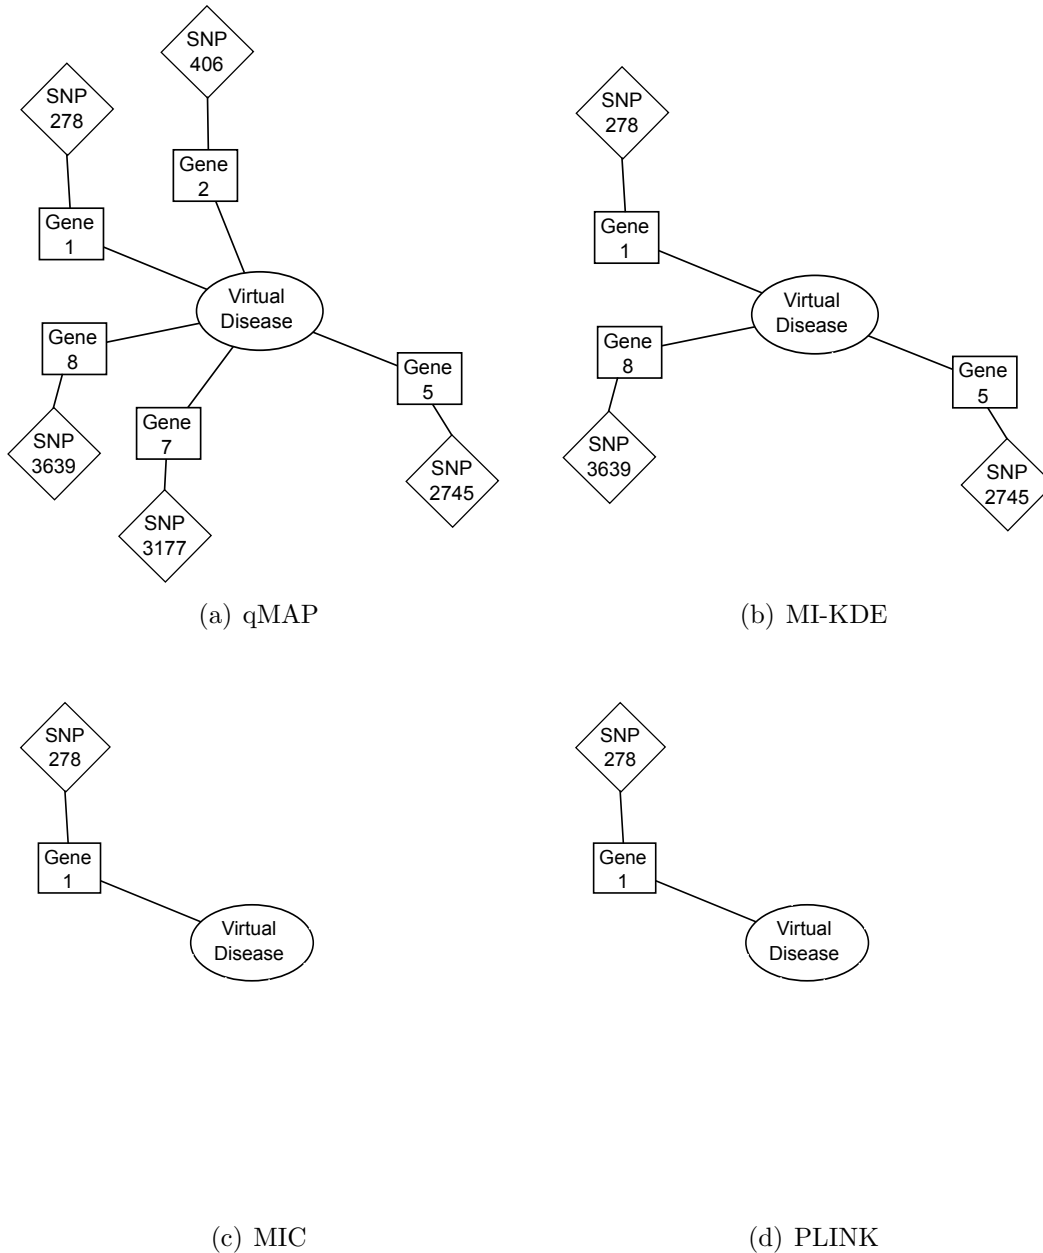 SNP
406
SNP
278
Gene
2
Gene
1
Virtual
Disease
Gene
8
Gene
5
Gene
7
SNP
3639
SNP
2745
SNP
3177
(a) qMAP
SNP
278
Gene
1
Virtual
Disease
Gene
8
Gene
5
SNP
3639
SNP
2745
(b) MI-KDE
SNP
278
Gene
1
Virtual
Disease
(c) MIC
SNP
278
Gene
1
Virtual
Disease
(d) PLINK